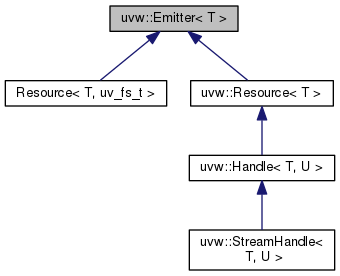 uvw::Emitter< T >
Resource< T, uv_fs_t >
uvw::Resource< T >
uvw::Handle< T, U >
uvw::StreamHandle<
T, U >